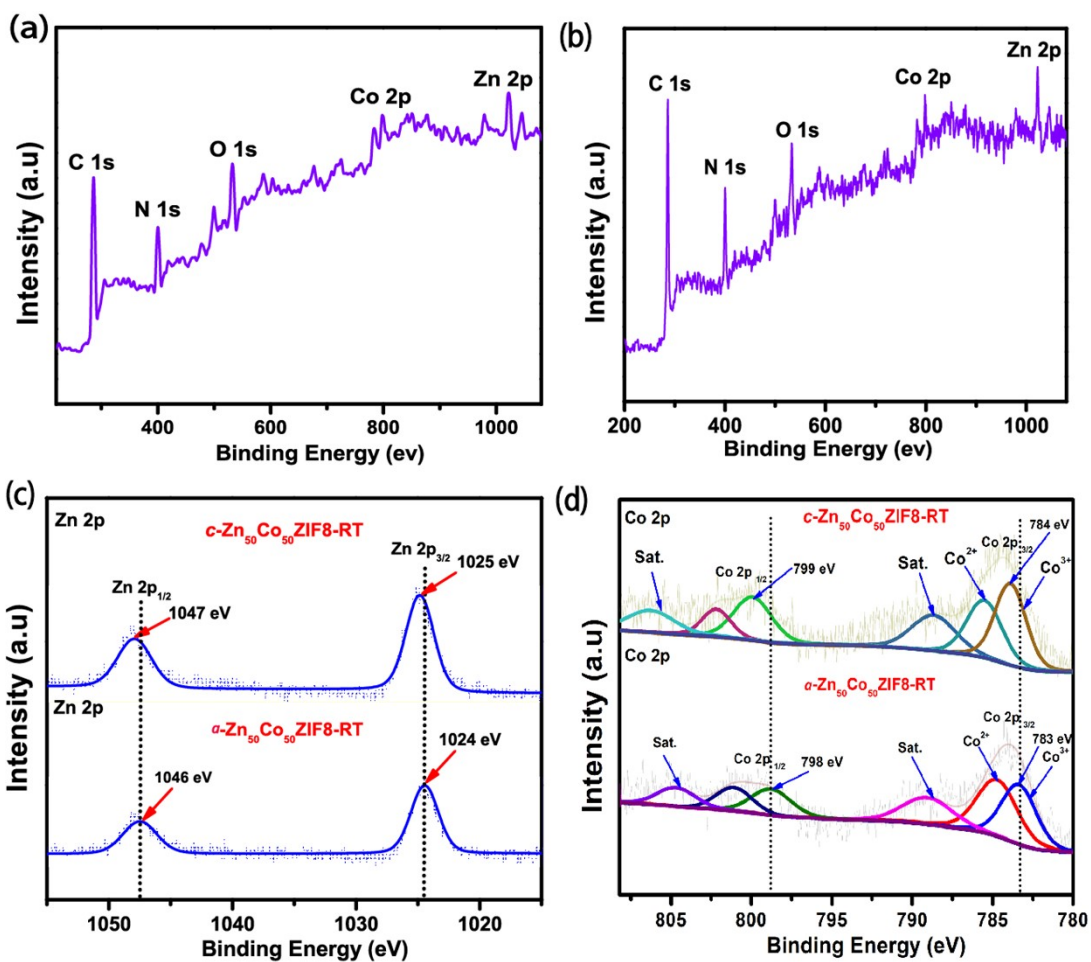 (a)
Zn 2p
Co 2p
O 1s
C 1s
N 1s
Intensity (a.u)
400 600 800 1000
Binding Energy (ev)
(b)
Zn 2p
Co 2p
C 1s
O 1s
N 1s
Intensity (a.u)
200 400 600 800 1000
Binding Energy (ev)
(c)
Zn 2p
c-Zn50Co50ZIF8-RT
Zn 2p3/2
1025 eV
Zn 2p1/2
1047 eV
Zn 2p
a-Zn50Co50ZIF8-RT
1024 eV
1046 eV
Intensity (a.u)
1050 1040 1030 1020
Binding Energy (eV)
(d)
Co 2p
c-Zn50Co50ZIF8-RT
784 eV
Co2+
Co 2p3/2
Co3+
Sat.
Co 2p1/2
799 eV
Sat.
Co 2p
a-Zn50Co50ZIF8-RT
Co 2p3/2
Co2+
783 eV
Co3+
Sat.
Co 2p1/2
798 eV
Sat.
Intensity (a.u)
805 800 795 790 785 780
Binding Energy (eV)